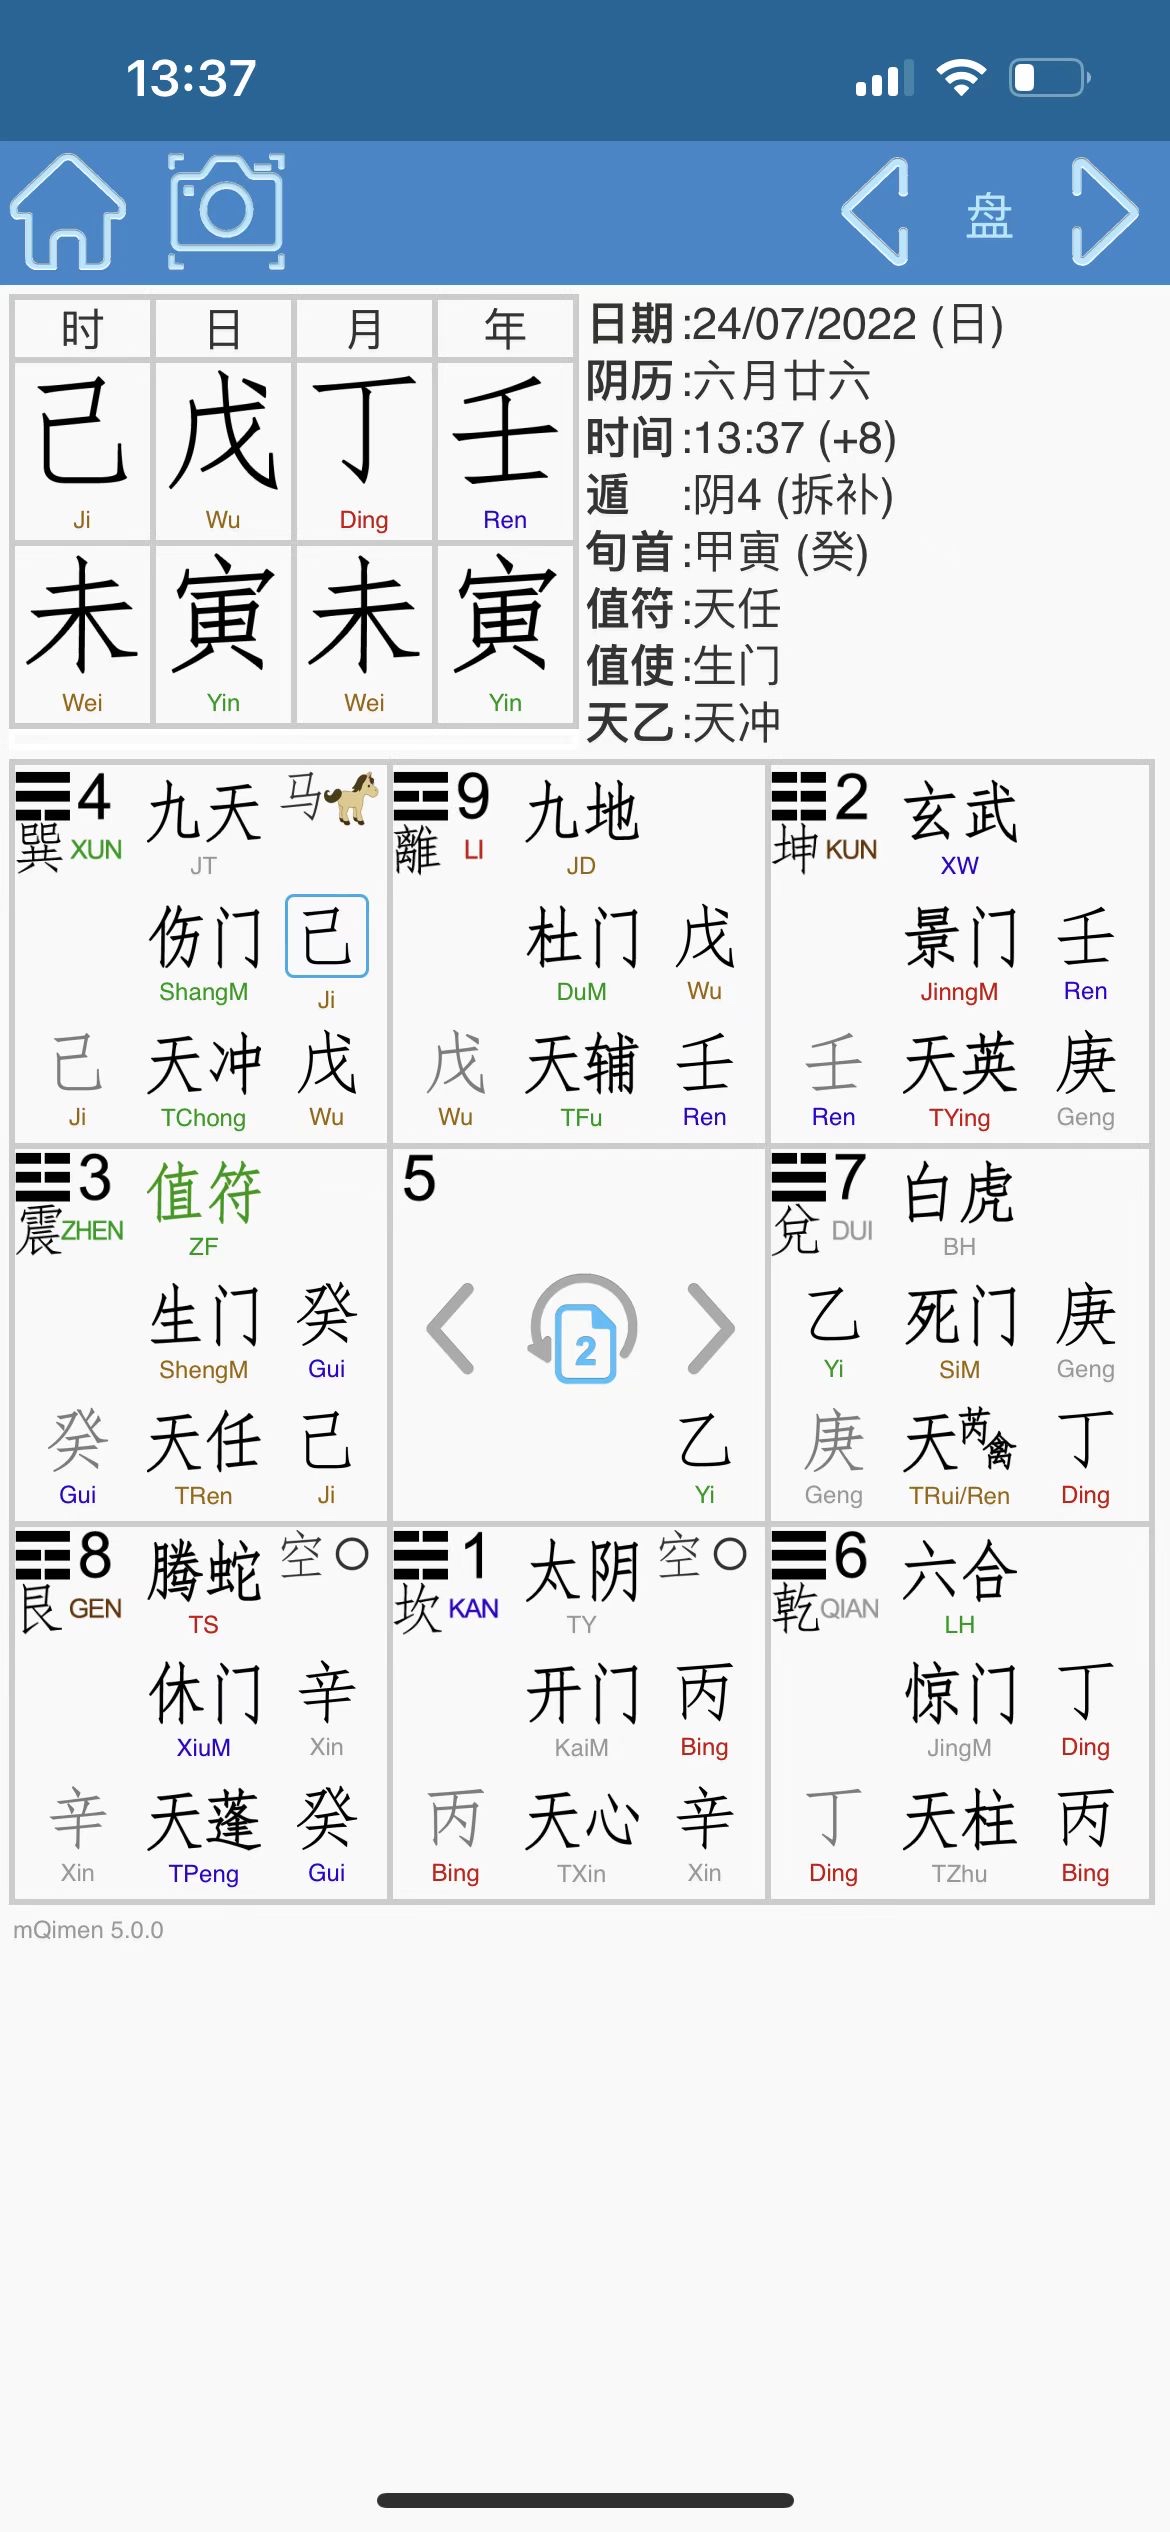 13:37
盘
时 日 月 年
己 戊 丁 壬
Ji Wu Ding Ren
未 寅 未 寅
Wei Yin Wei Yin
日期:24/07/2022 (日)
阴历:六月廿六
时间:13:37 (+8)
遁 :阴4 (拆补)
旬首:甲寅 (癸)
值符:天任
值使:生门
天乙:天冲
4 九天 马
巽 XUN JT
伤门 己
ShangM Ji
己 天冲 戊
Ji TChong Wu
9 九地
離 LI JD
杜门 戊
DuM Wu
戊 天辅 壬
Wu TFu Ren
2 玄武
坤 KUN XW
景门 壬
JinngM Ren
壬 天英 庚
Ren TYing Geng
3 值符
震 ZHEN ZF
生门 癸
ShengM Gui
癸 天任 己
Gui TRen Ji
5
2
乙
Yi
7 白虎
兌 DUI BH
乙 死门 庚
Yi SiM Geng
庚 天芮禽 丁
Geng TRui/Ren Ding
8 腾蛇 空
艮 GEN TS
休门 辛
XiuM Xin
辛 天蓬 癸
Xin TPeng Gui
1 太阴 空
坎 KAN TY
开门 丙
KaiM Bing
丙 天心 辛
Bing TXin Xin
6 六合
乾 QIAN LH
惊门 丁
JingM Ding
丁 天柱 丙
Ding TZhu Bing
mQimen 5.0.0